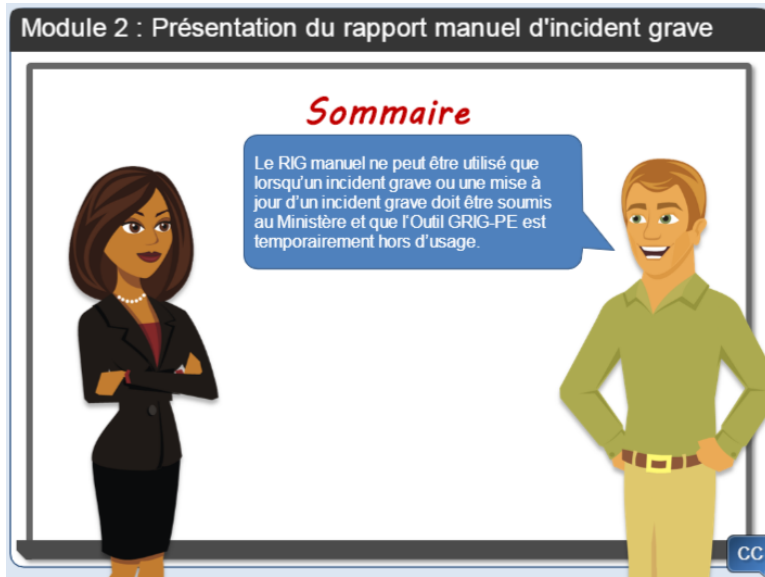 Module 2 : Présentation du rapport manuel d'incident grave
Sommaire
Le RIG manuel ne peut être utilisé que
lorsqu'un incident grave ou une mise à
jour d'un incident grave doit être soumis
au Ministère et que l'Outil GRIG-PE est
temporairement hors d'usage.
CC